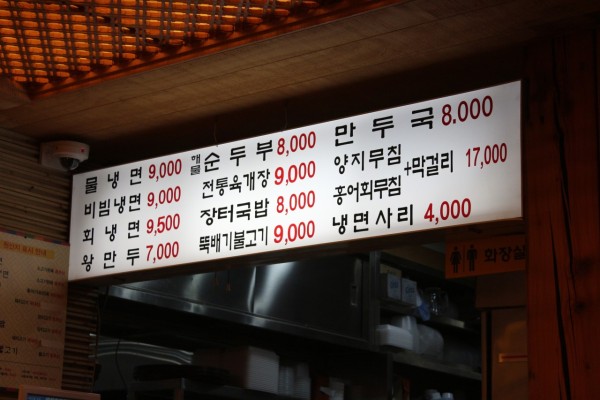 물냉면 9,000
비빔냉면 9,000
회냉면 9,500
왕만두 7,000
해물순두부 8,000
전통육개장 9,000
장터국밥 8,000
뚝배기불고기 9,000
만두국 8.000
양지무침
홍어회무침
+막걸리 17,000
냉면사리 4,000
화장실